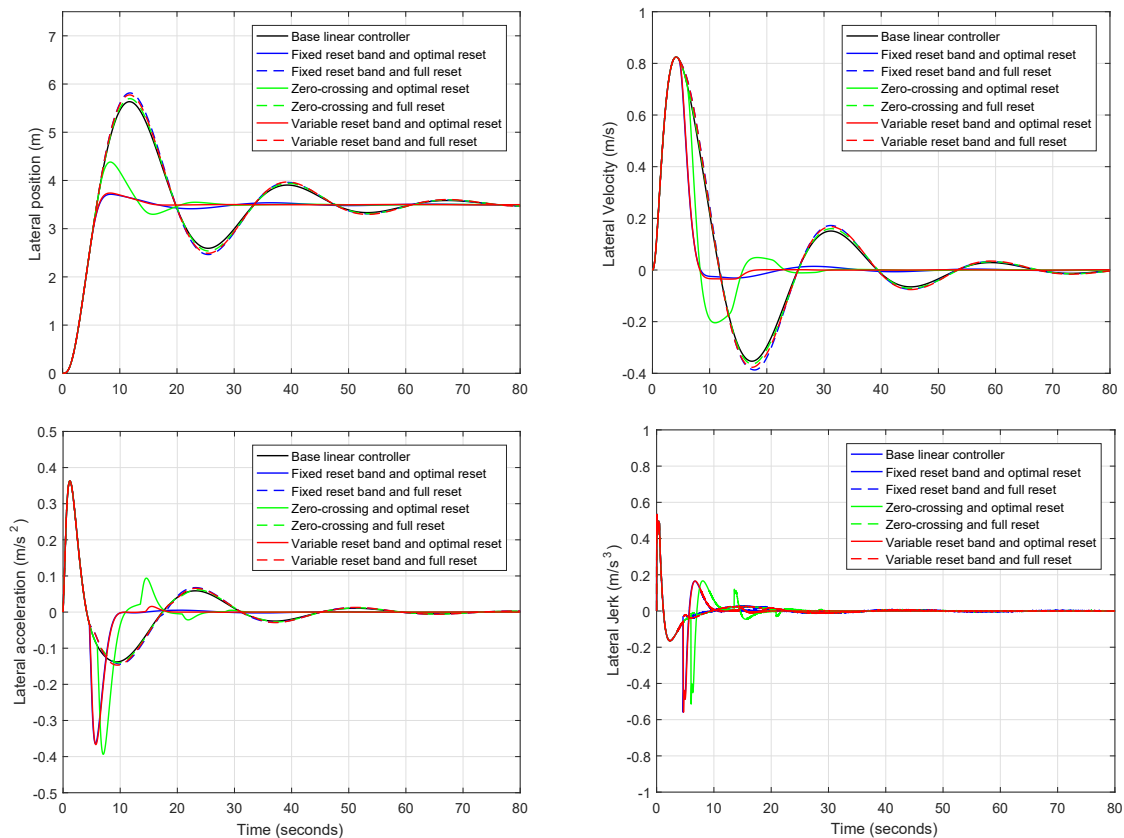 7
6
5
4
3
2
1
0
Lateral position (m)
0 10 20 30 40 50 60 70 80
Base linear controller
Fixed reset band and optimal reset
Fixed reset band and full reset
Zero-crossing and optimal reset
Zero-crossing and full reset
Variable reset band and optimal reset
Variable reset band and full reset
1
0.8
0.6
0.4
0.2
0
-0.2
-0.4
Lateral Velocity (m/s)
0 10 20 30 40 50 60 70 80
Base linear controller
Fixed reset band and optimal reset
Fixed reset band and full reset
Zero-crossing and optimal reset
Zero-crossing and full reset
Variable reset band and optimal reset
Variable reset band and full reset
0.5
0.4
0.3
0.2
0.1
0
-0.1
-0.2
-0.3
-0.4
-0.5
Lateral acceleration (m/s²)
0 10 20 30 40 50 60 70 80
Time (seconds)
Base linear controller
Fixed reset band and optimal reset
Fixed reset band and full reset
Zero-crossing and optimal reset
Zero-crossing and full reset
Variable reset band and optimal reset
Variable reset band and full reset
1
0.8
0.6
0.4
0.2
0
-0.2
-0.4
-0.6
-0.8
-1
Lateral Jerk (m/s³)
0 10 20 30 40 50 60 70 80
Time (seconds)
Base linear controller
Fixed reset band and optimal reset
Fixed reset band and full reset
Zero-crossing and optimal reset
Zero-crossing and full reset
Variable reset band and optimal reset
Variable reset band and full reset